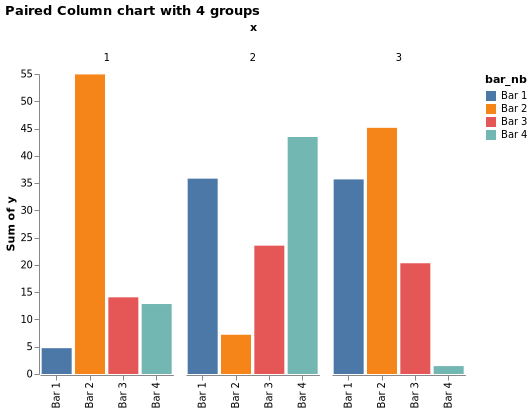 Paired Column chart with 4 groups
x
1 2 3
bar_nb
Bar 1
Bar 2
Bar 3
Bar 4
Sum of y
55
50
45
40
35
30
25
20
15
10
5
0
Bar 1 Bar 2 Bar 3 Bar 4 Bar 1 Bar 2 Bar 3 Bar 4 Bar 1 Bar 2 Bar 3 Bar 4